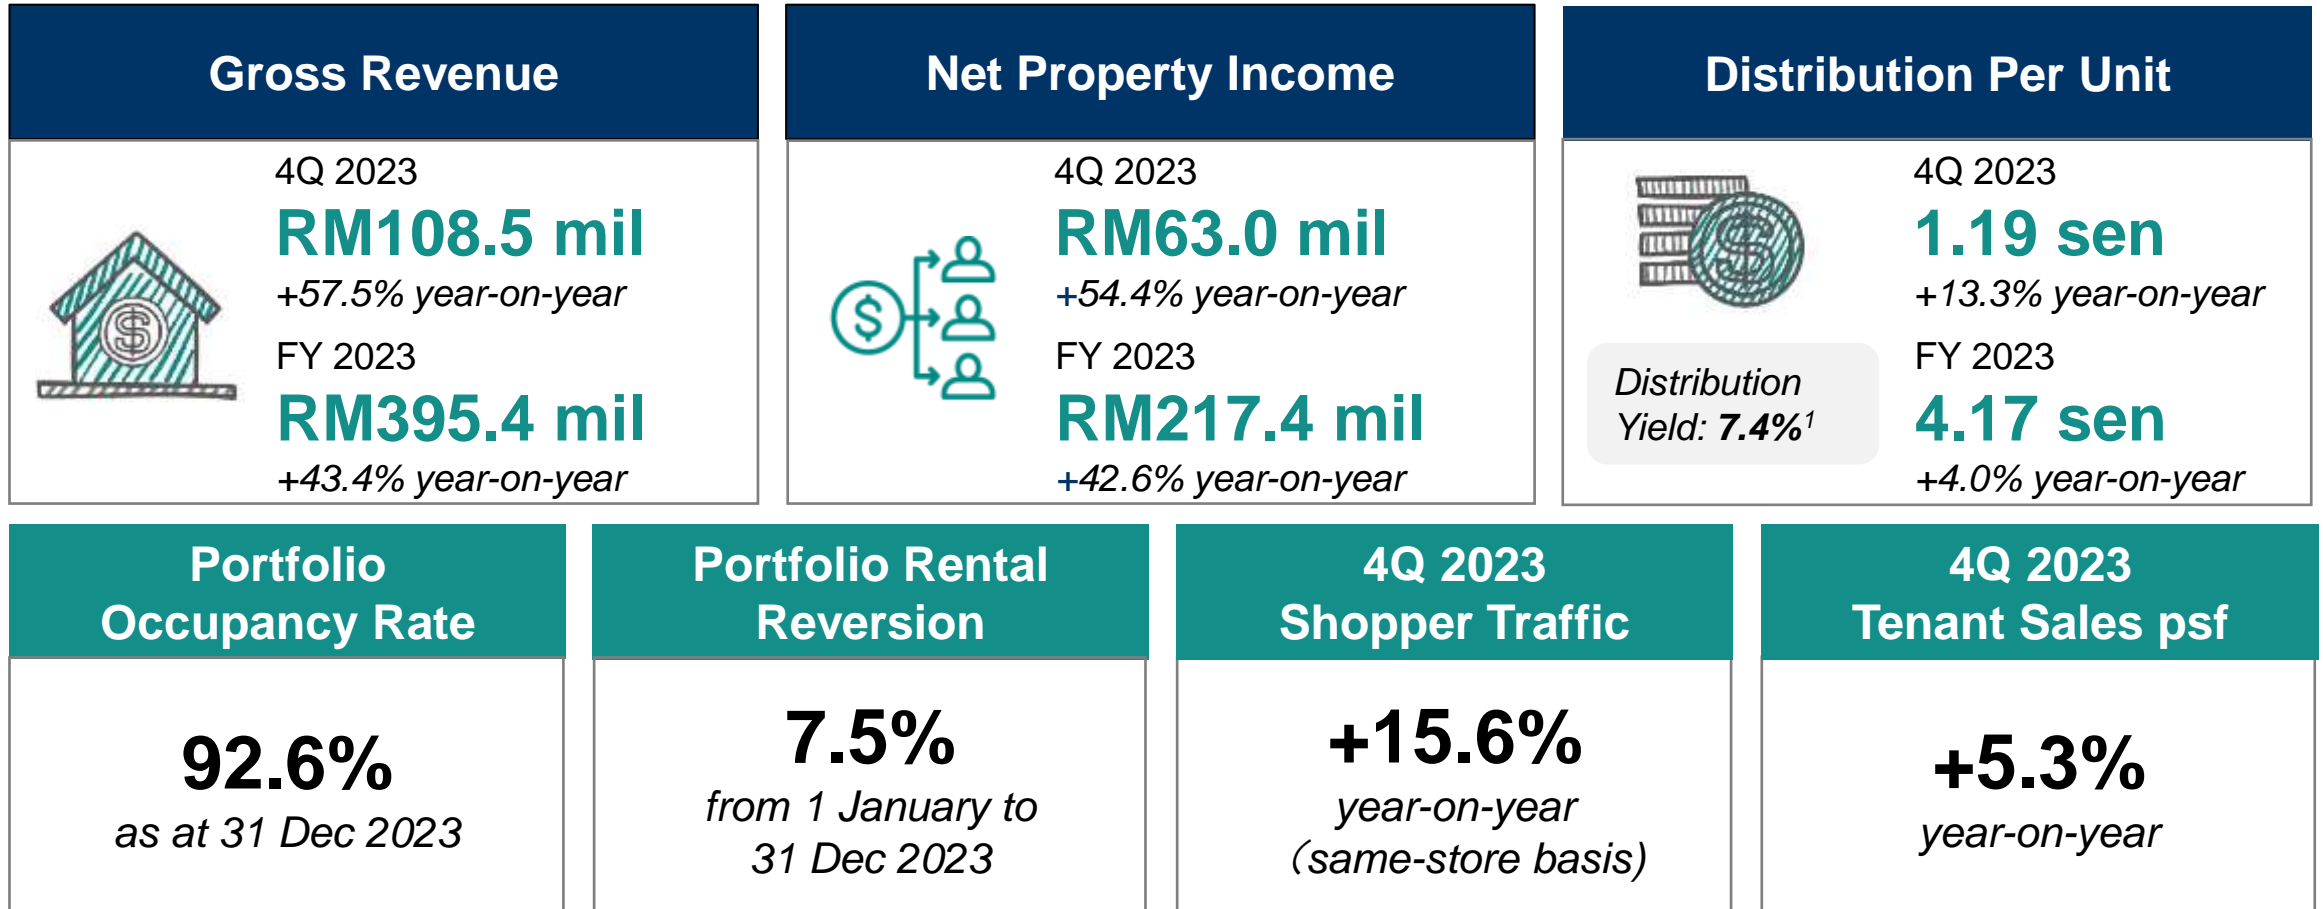 Gross Revenue
4Q 2023
RM108.5 mil
+57.5% year-on-year
FY 2023
RM395.4 mil
+43.4% year-on-year
Net Property Income
4Q 2023
RM63.0 mil
+54.4% year-on-year
FY 2023
RM217.4 mil
+42.6% year-on-year
Distribution Per Unit
4Q 2023
1.19 sen
+13.3% year-on-year
Distribution
Yield: 7.4%¹
FY 2023
4.17 sen
+4.0% year-on-year
Portfolio
Occupancy Rate
92.6%
as at 31 Dec 2023
Portfolio Rental
Reversion
7.5%
from 1 January to
31 Dec 2023
4Q 2023
Shopper Traffic
+15.6%
year-on-year
（same-store basis)
4Q 2023
Tenant Sales psf
+5.3%
year-on-year